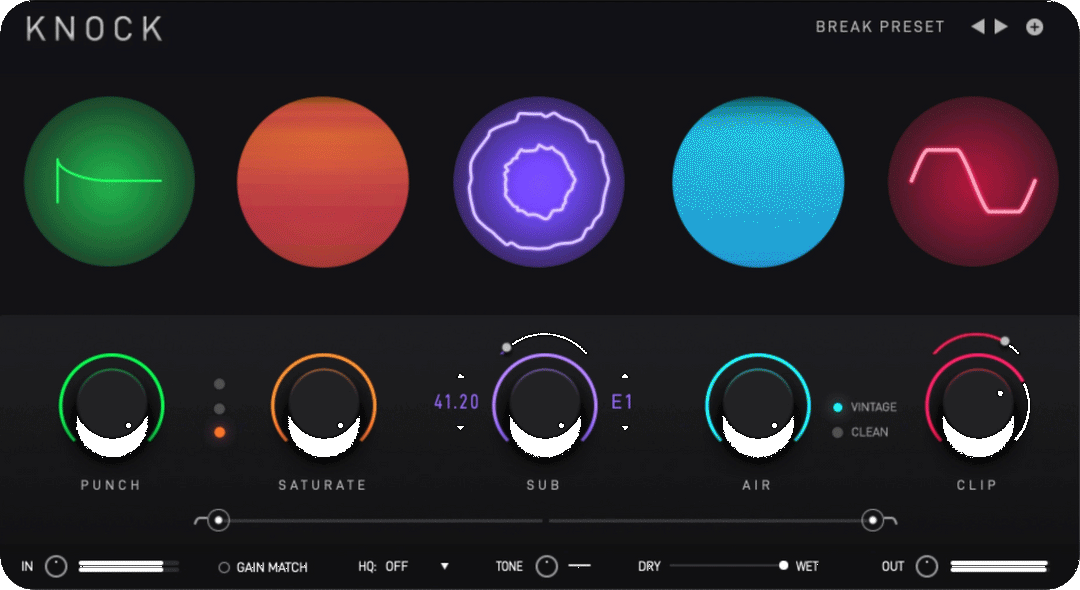 KNOCK
BREAK PRESET
41.20
E1
VINTAGE
CLEAN
PUNCH
SATURATE
SUB
AIR
CLIP
IN
GAIN MATCH
HQ: OFF
TONE
DRY
WET
OUT